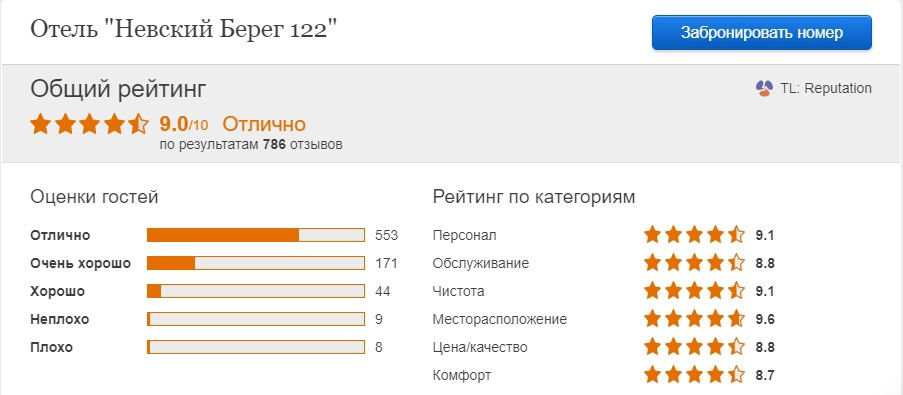 Отель "Невский Берег 122"
Забронировать номер
Общий рейтинг
TL: Reputation
9.0/10 Отлично
по результатам 786 отзывов
Оценки гостей
Отлично 553
Очень хорошо 171
Хорошо 44
Неплохо 9
Плохо 8
Рейтинг по категориям
Персонал 9.1
Обслуживание 8.8
Чистота 9.1
Месторасположение 9.6
Цена/качество 8.8
Комфорт 8.7